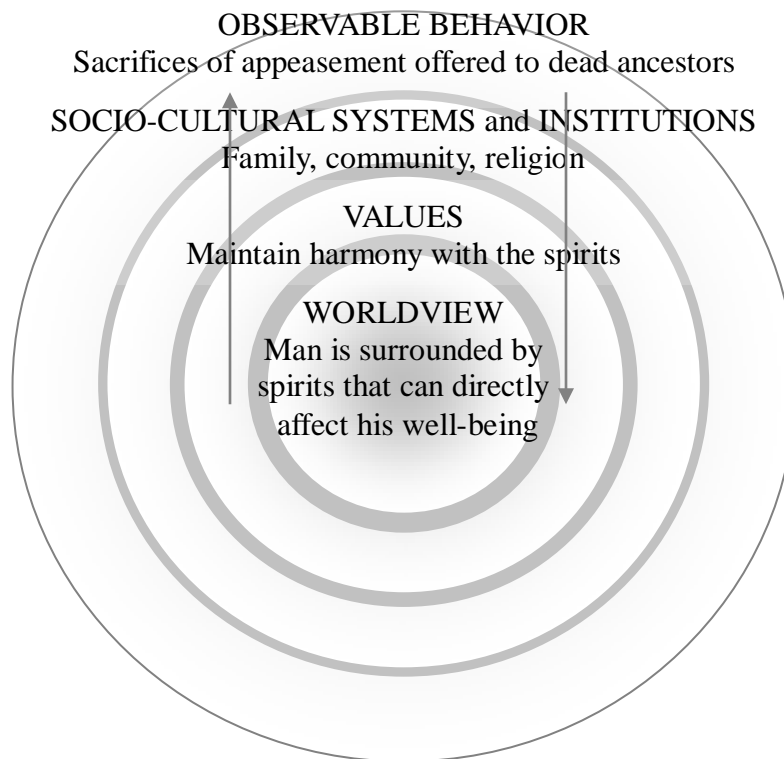 OBSERVABLE BEHAVIOR
Sacrifices of appeasement offered to dead ancestors
SOCIO-CULTURAL SYSTEMS and INSTITUTIONS
Family, community, religion
VALUES
Maintain harmony with the spirits
WORLDVIEW
Man is surrounded by
spirits that can directly
affect his well-being